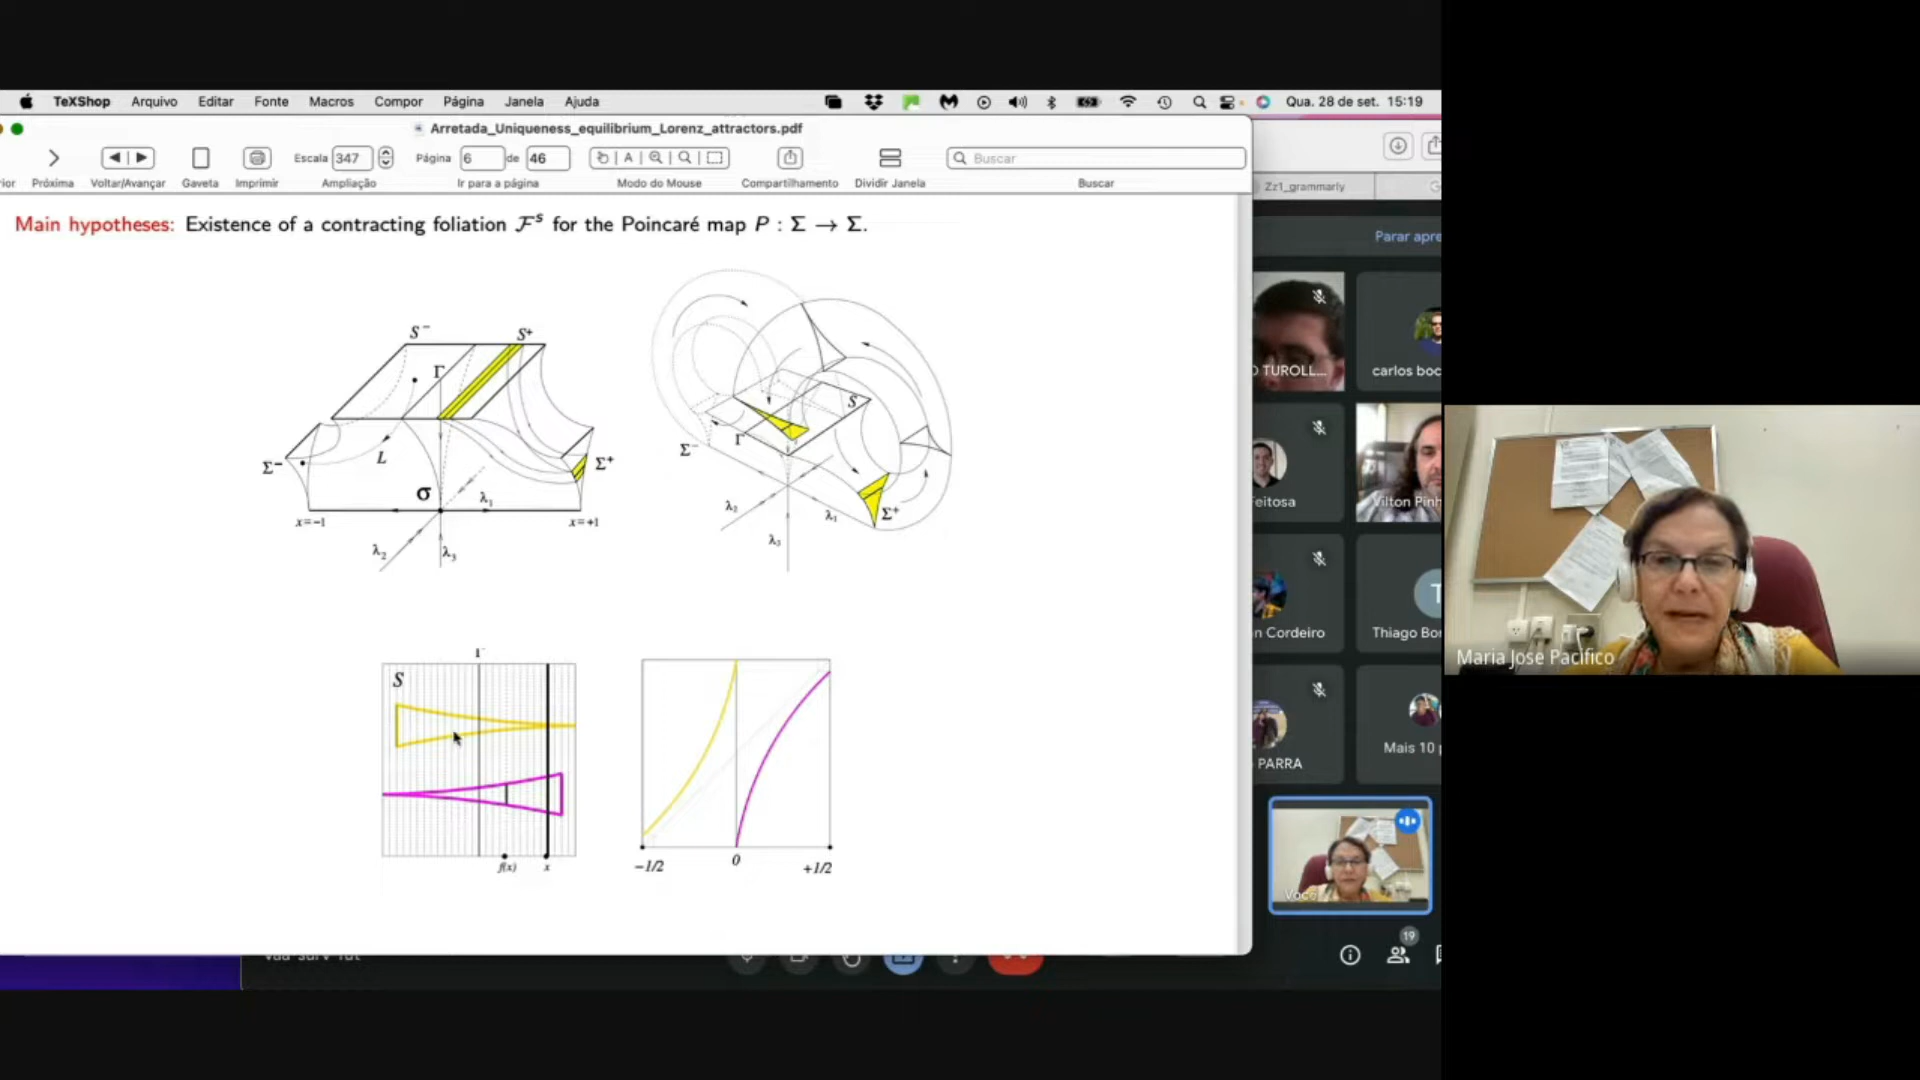 TeXShop Arquivo Editar Fonte Macros Compor Página Janela Ajuda Qua. 28 de set. 15:19
Arretada_Uniqueness_equilibrium_Lorenz_attractors.pdf
Escala 347 Página 6 de 46 Buscar
Próxima Voltar/Avançar Gaveta Imprimir Ampliação Ir para a página Modo do Mouse Compartilhamento Dividir Janela Buscar
Zz1_grammarly
Main hypotheses: Existence of a contracting foliation 𝓕ˢ for the Poincaré map P : Σ → Σ.
Parar apre
S⁻ S⁺
Γ
Σ⁻ L Σ⁺
σ λ₁
x=−1 x=+1
λ₂ λ₃
S
Σ⁻ Γ
Σ⁺
λ₂ λ₁
λ₃
O TUROLL...
carlos boc
Feitosa
Vilton Pinh
n Cordeiro
Thiago Bor
PARRA
Mais 10 p
Γ
S
f(x) x
−1/2 0 +1/2
Você
19
Maria Jose Pacifico